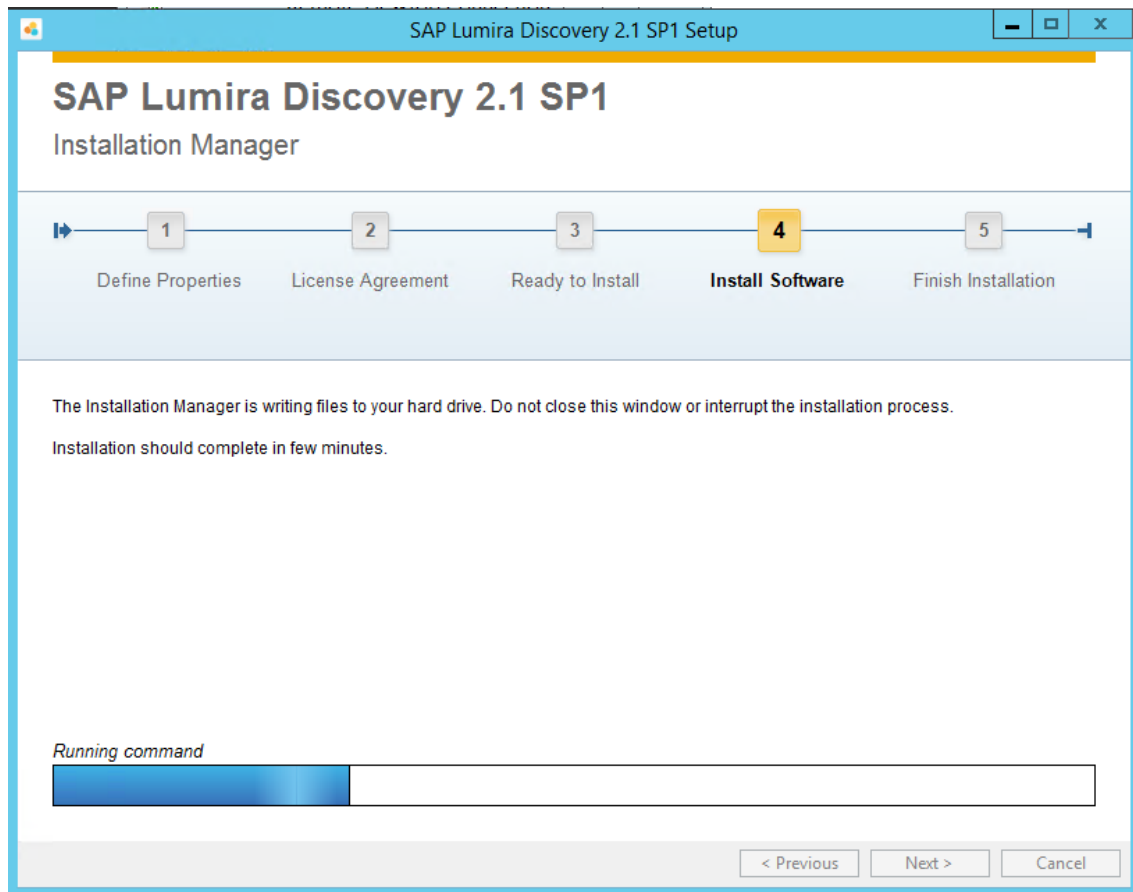 SAP Lumira Discovery 2.1 SP1 Setup
SAP Lumira Discovery 2.1 SP1
Installation Manager
1 2 3 4 5
Define Properties License Agreement Ready to Install Install Software Finish Installation
The Installation Manager is writing files to your hard drive. Do not close this window or interrupt the installation process.
Installation should complete in few minutes.
Running command
< Previous Next > Cancel